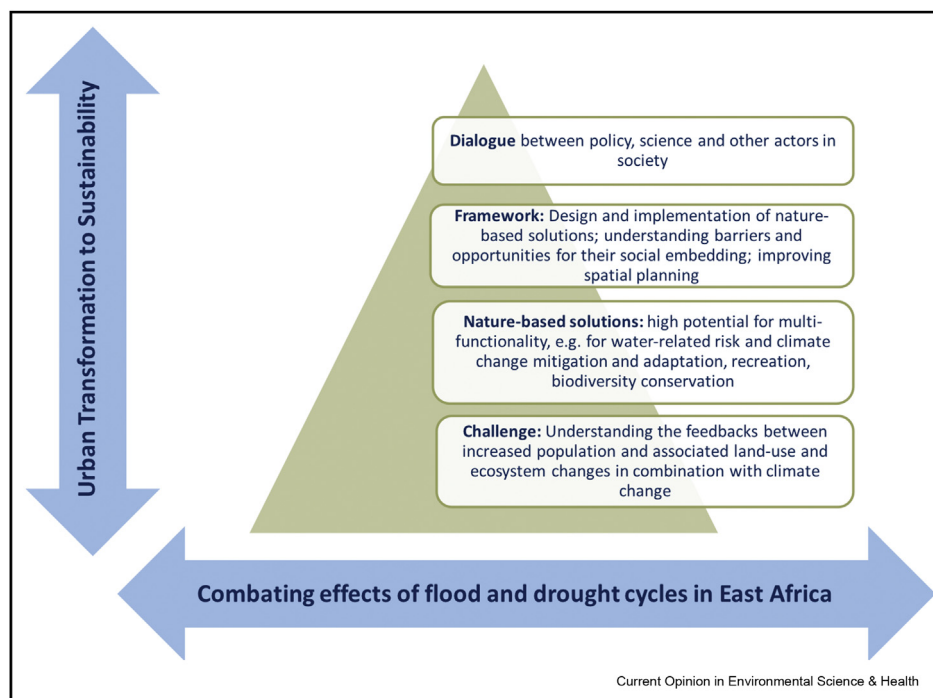 Urban Transformation to Sustainability
Dialogue between policy, science and other actors in
society
Framework: Design and implementation of nature-
based solutions; understanding barriers and
opportunities for their social embedding; improving
spatial planning
Nature-based solutions: high potential for multi-
functionality, e.g. for water-related risk and climate
change mitigation and adaptation, recreation,
biodiversity conservation
Challenge: Understanding the feedbacks between
increased population and associated land-use and
ecosystem changes in combination with climate
change
Combating effects of flood and drought cycles in East Africa
Current Opinion in Environmental Science & Health